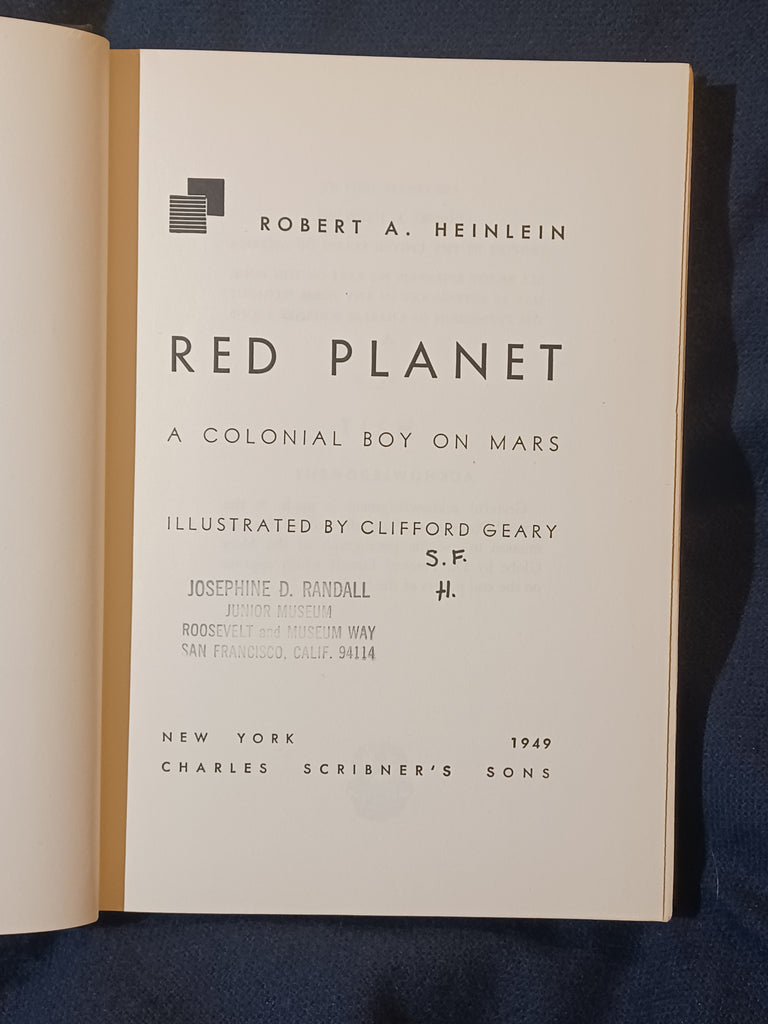 ROBERT A. HEINLEIN
RED PLANET
A COLONIAL BOY ON MARS
ILLUSTRATED BY CLIFFORD GEARY
S.F.
H.
JOSEPHINE D. RANDALL
JUNIOR MUSEUM
ROOSEVELT and MUSEUM WAY
SAN FRANCISCO, CALIF. 94114
NEW YORK 1949
CHARLES SCRIBNER'S SONS